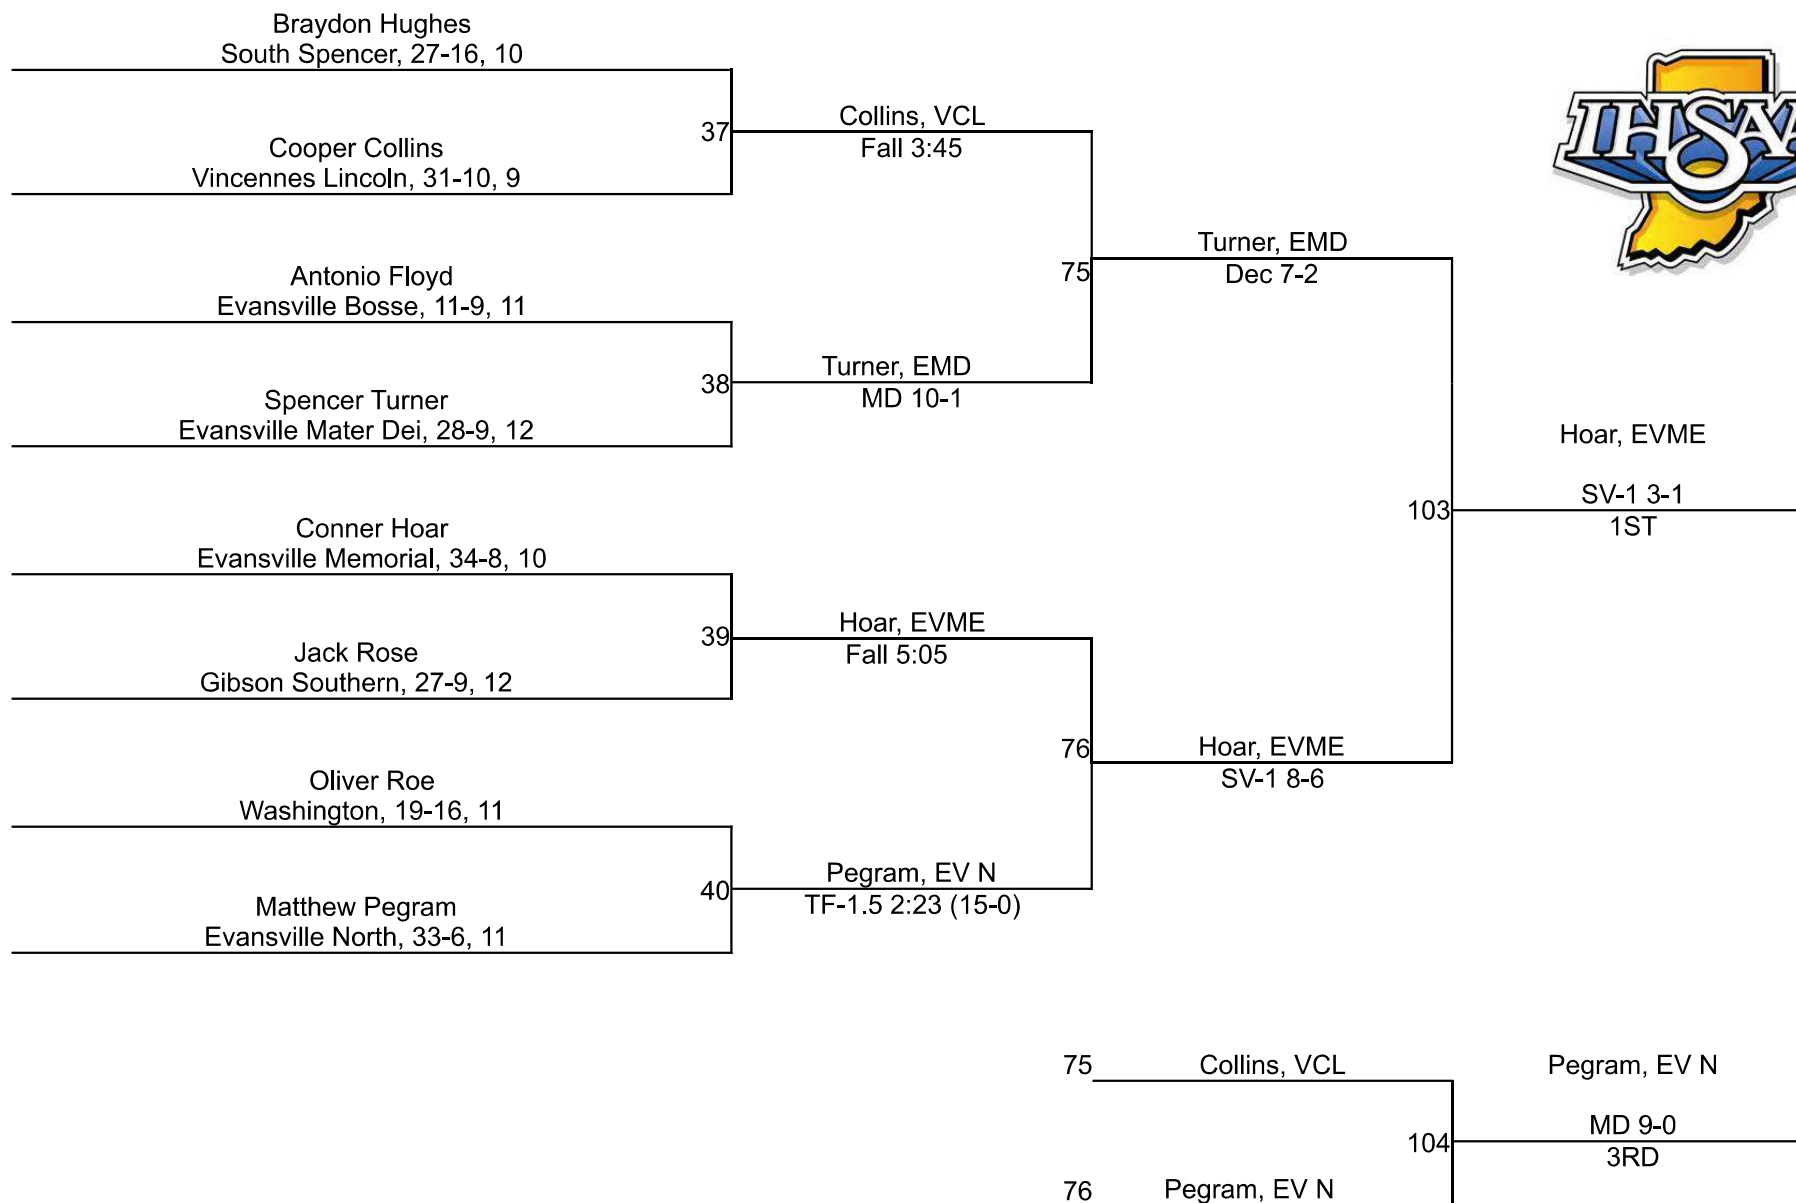 Braydon Hughes
South Spencer, 27-16, 10
37
Collins, VCL
Fall 3:45
Cooper Collins
Vincennes Lincoln, 31-10, 9
IHSAA
75
Turner, EMD
Dec 7-2
Antonio Floyd
Evansville Bosse, 11-9, 11
38
Turner, EMD
MD 10-1
Spencer Turner
Evansville Mater Dei, 28-9, 12
103
Hoar, EVME
SV-1 3-1
1ST
Conner Hoar
Evansville Memorial, 34-8, 10
39
Hoar, EVME
Fall 5:05
Jack Rose
Gibson Southern, 27-9, 12
76
Hoar, EVME
SV-1 8-6
Oliver Roe
Washington, 19-16, 11
40
Pegram, EV N
TF-1.5 2:23 (15-0)
Matthew Pegram
Evansville North, 33-6, 11
75
Collins, VCL
Pegram, EV N
104
MD 9-0
3RD
76
Pegram, EV N